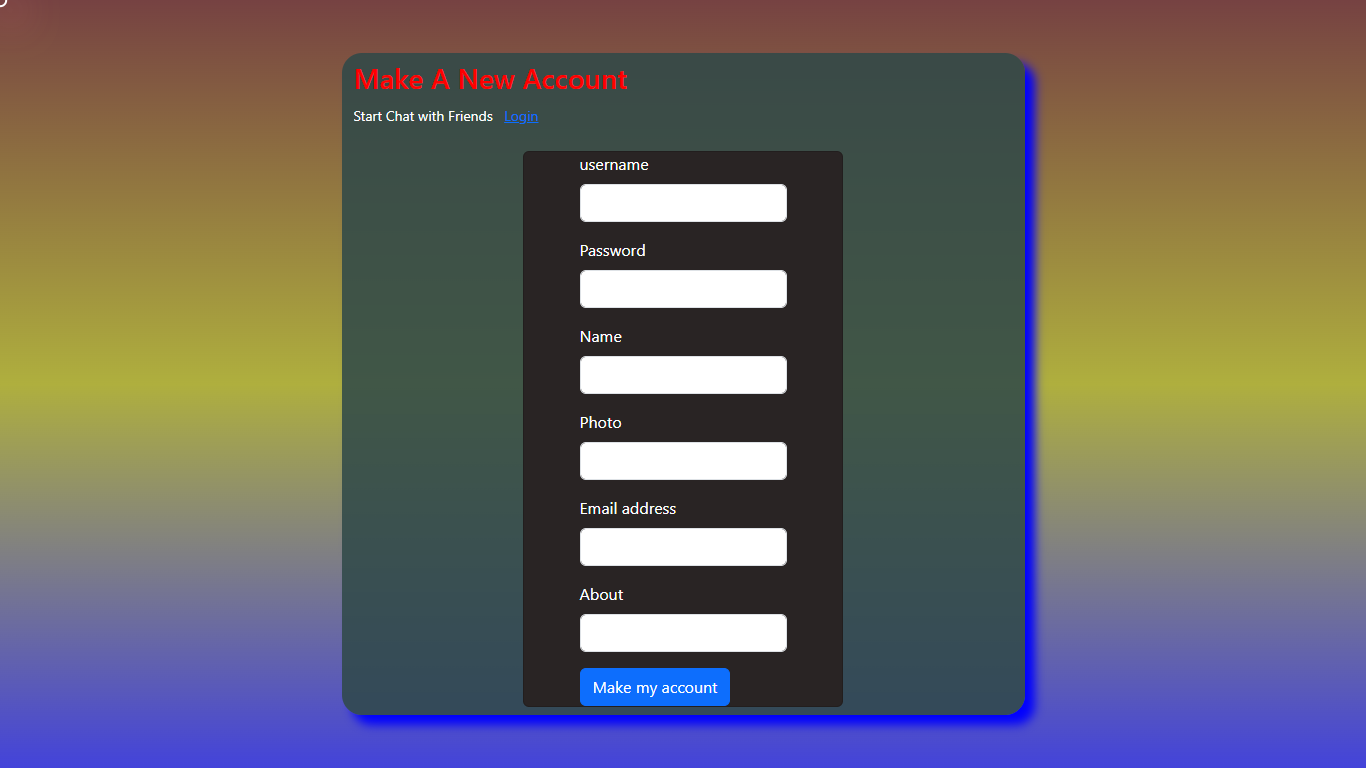 Make A New Account
Start Chat with Friends Login
username
Password
Name
Photo
Email address
About
Make my account